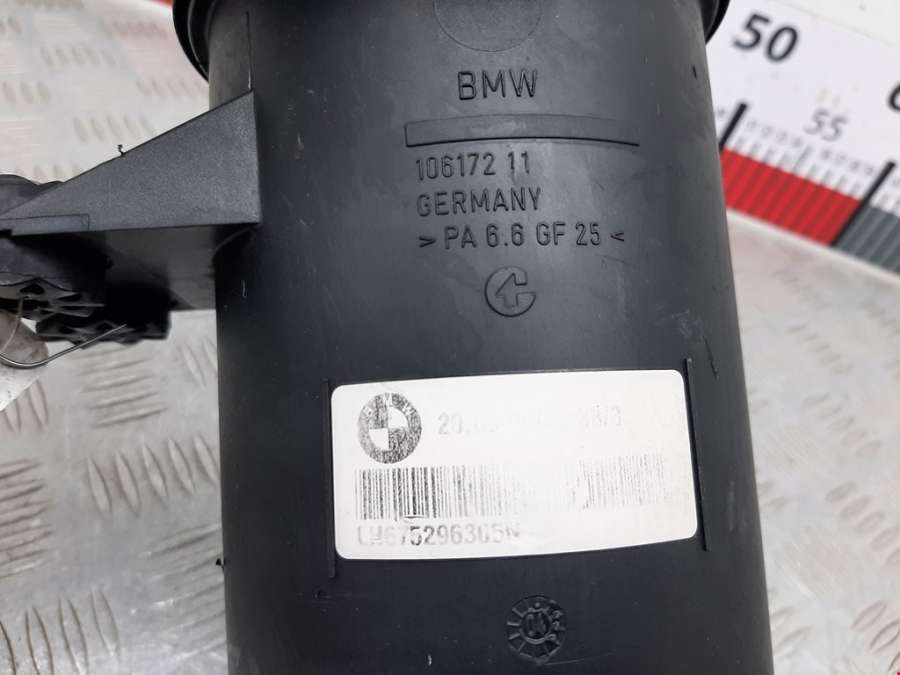 BMW
106172 11
GERMANY
>PA 6.6 GF 25<
50
55